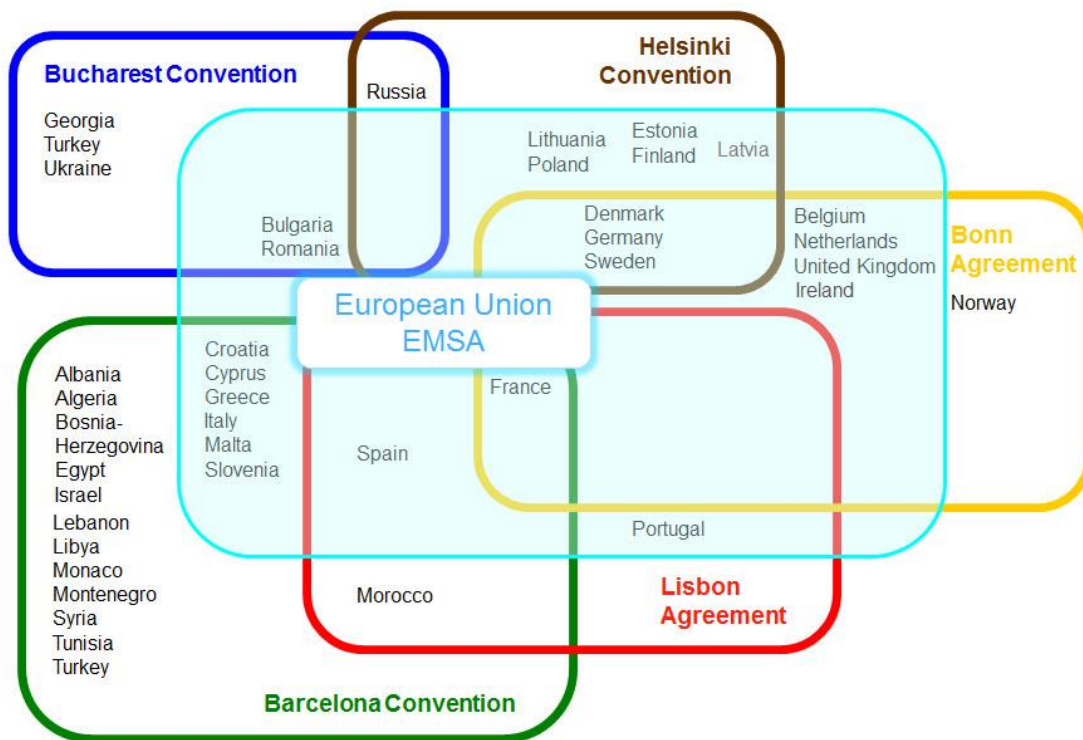 Bucharest Convention
Georgia
Turkey
Ukraine
Russia
Helsinki
Convention
Lithuania
Poland
Estonia
Finland
Latvia
Bulgaria
Romania
Denmark
Germany
Sweden
Belgium
Netherlands
United Kingdom
Ireland
Bonn
Agreement
Norway
European Union
EMSA
Albania
Algeria
Bosnia-
Herzegovina
Egypt
Israel
Lebanon
Libya
Monaco
Montenegro
Syria
Tunisia
Turkey
Croatia
Cyprus
Greece
Italy
Malta
Slovenia
Spain
France
Portugal
Morocco
Lisbon
Agreement
Barcelona Convention